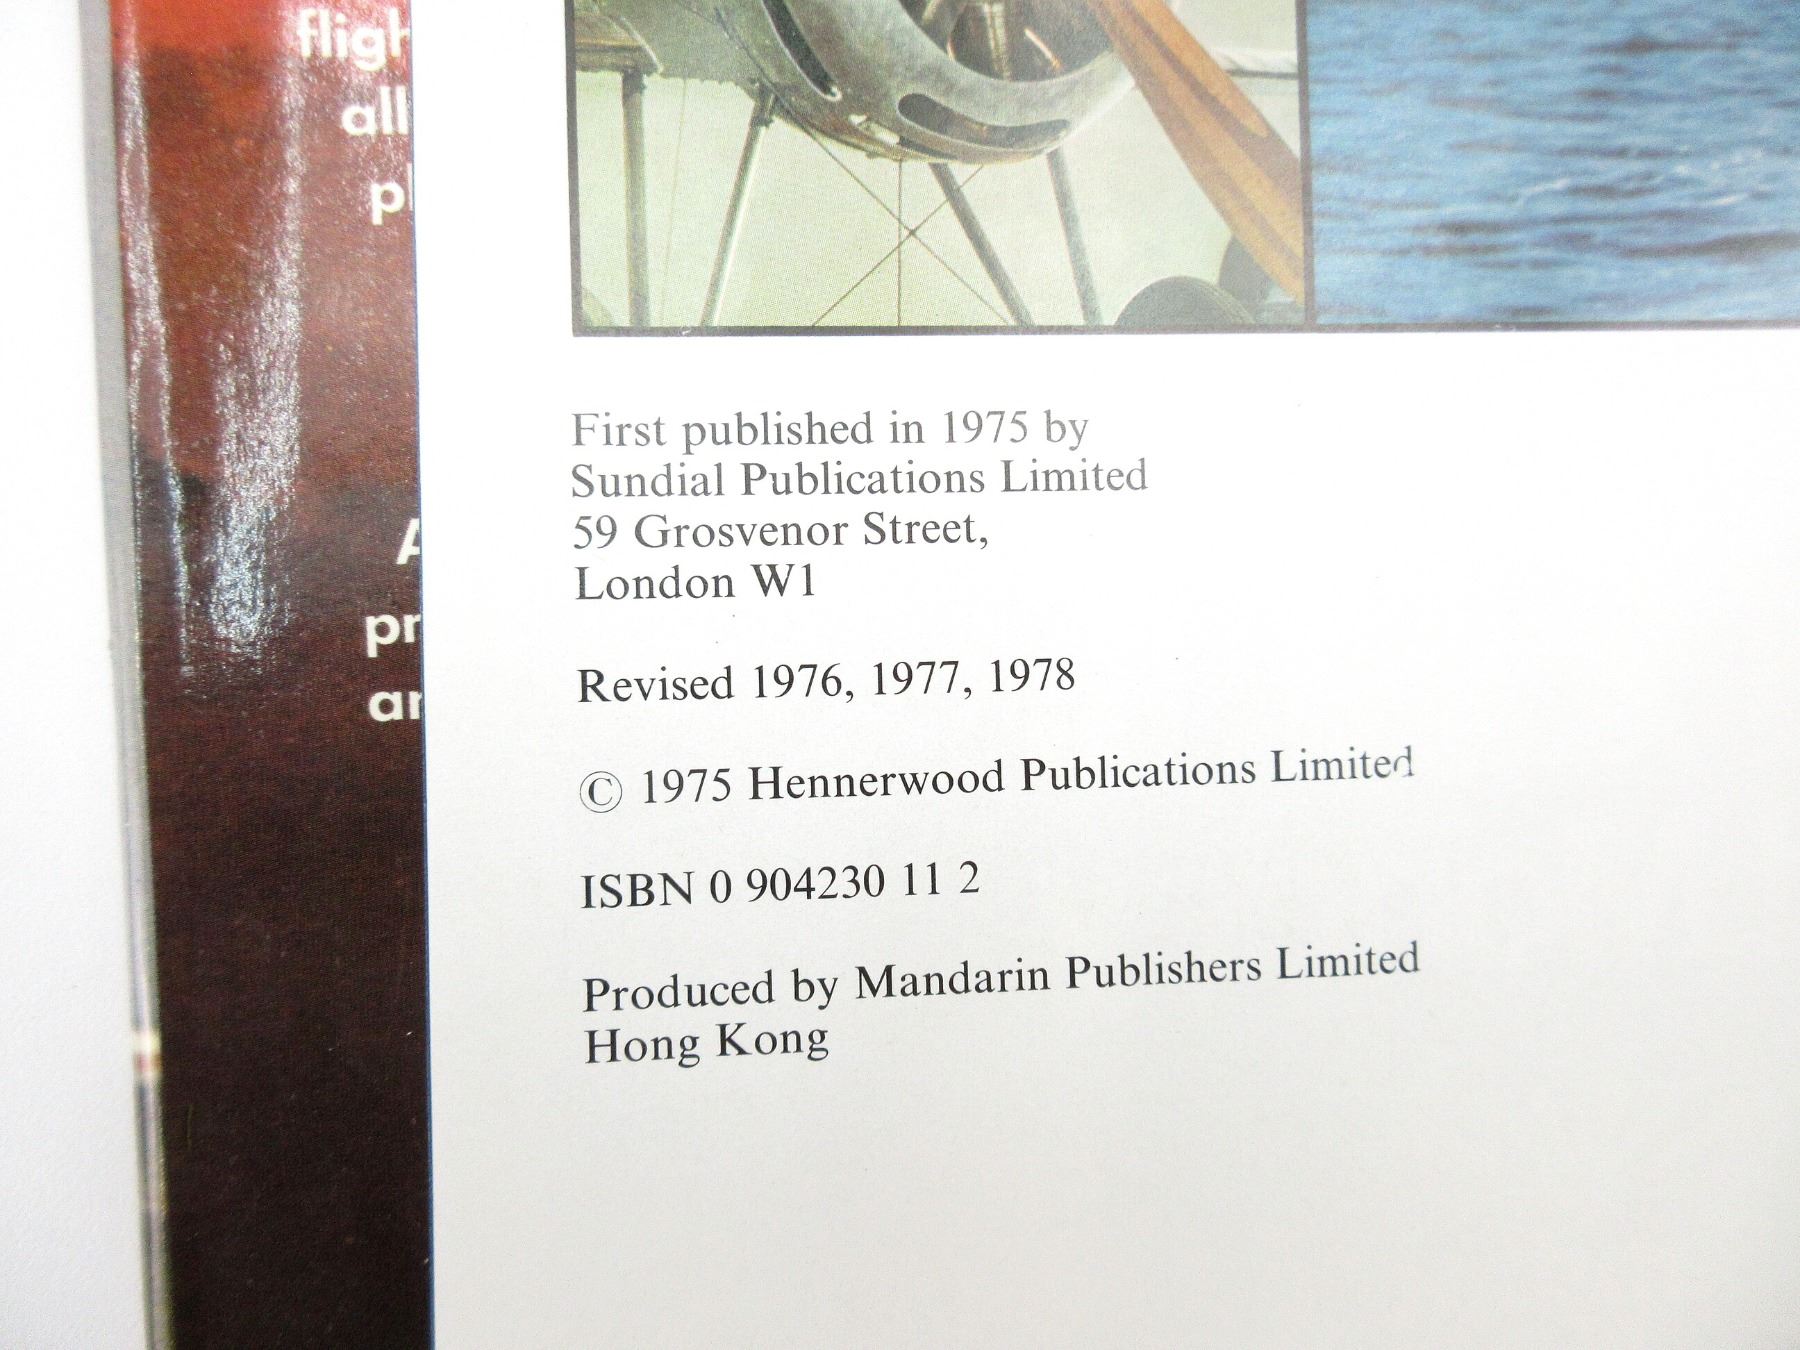 all
First published in 1975 by
Sundial Publications Limited
59 Grosvenor Street,
London W1
Revised 1976, 1977, 1978
© 1975 Hennerwood Publications Limited
ISBN 0 904230 11 2
Produced by Mandarin Publishers Limited
Hong Kong